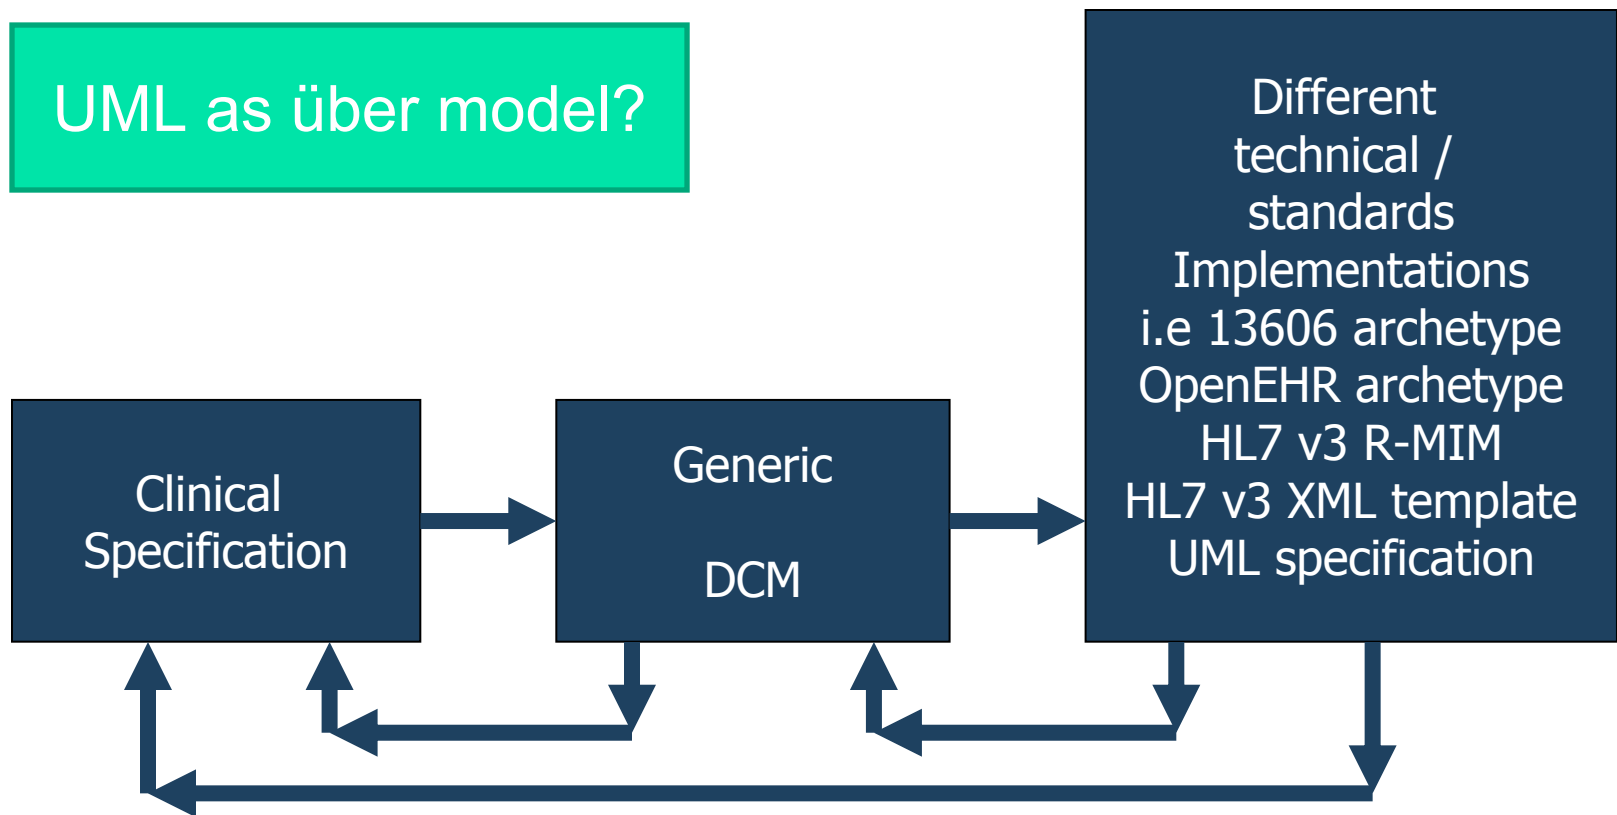 UML as über model?
Different
technical /
standards
Implementations
i.e 13606 archetype
OpenEHR archetype
HL7 v3 R-MIM
HL7 v3 XML template
UML specification
Clinical
Specification
Generic
DCM